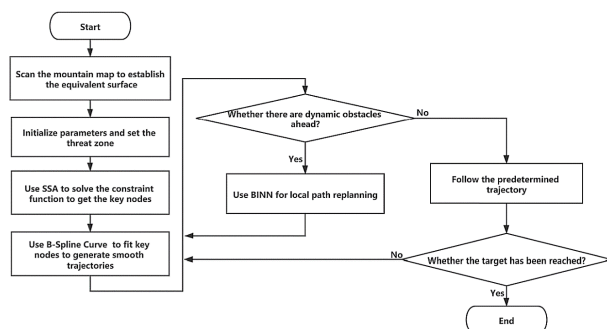 Start
Scan the mountain map to establish
the equivalent surface
Initialize parameters and set the
threat zone
Use SSA to solve the constraint
function to get the key nodes
Use B-Spline Curve to fit key
nodes to generate smooth
trajectories
Whether there are dynamic obstacles
ahead?
No
Yes
Use BINN for local path replanning
Follow the predetermined
trajectory
No
Whether the target has been reached?
Yes
End